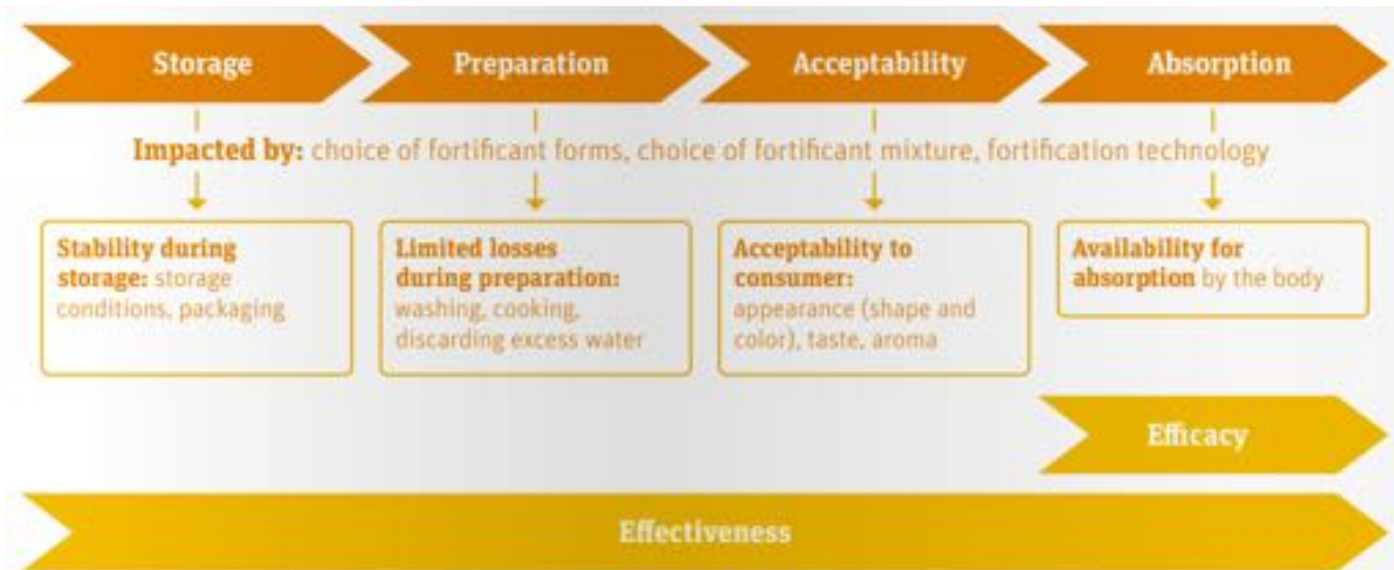 Storage
Preparation
Acceptability
Absorption
Impacted by: choice of fortificant forms, choice of fortificant mixture, fortification technology
Stability during
storage: storage
conditions, packaging
Limited losses
during preparation:
washing, cooking,
discarding excess water
Acceptability to
consumer:
appearance (shape and
color), taste, aroma
Availability for
absorption by the body
Efficacy
Effectiveness